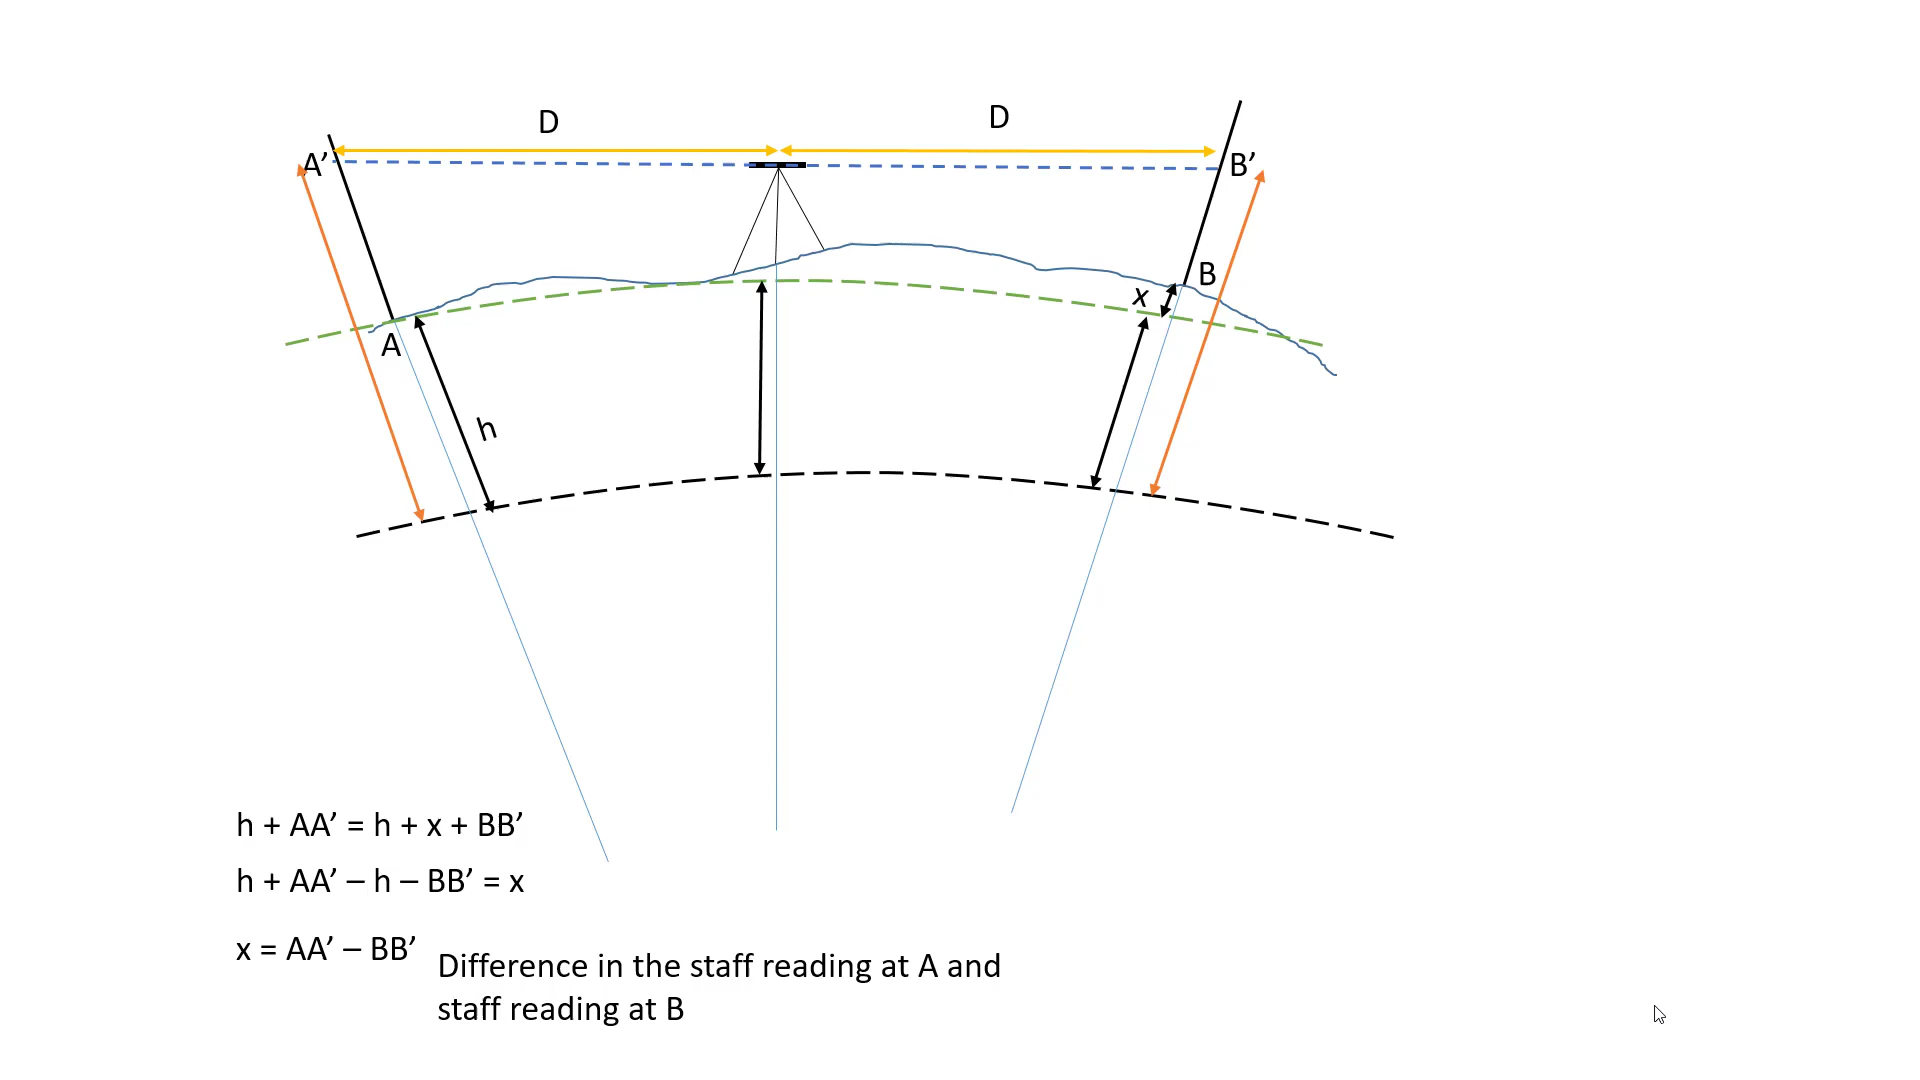 D
D
A’
B’
B
x
A
h
h + AA’ = h + x + BB’
h + AA’ – h – BB’ = x
x = AA’ – BB’
Difference in the staff reading at A and
staff reading at B